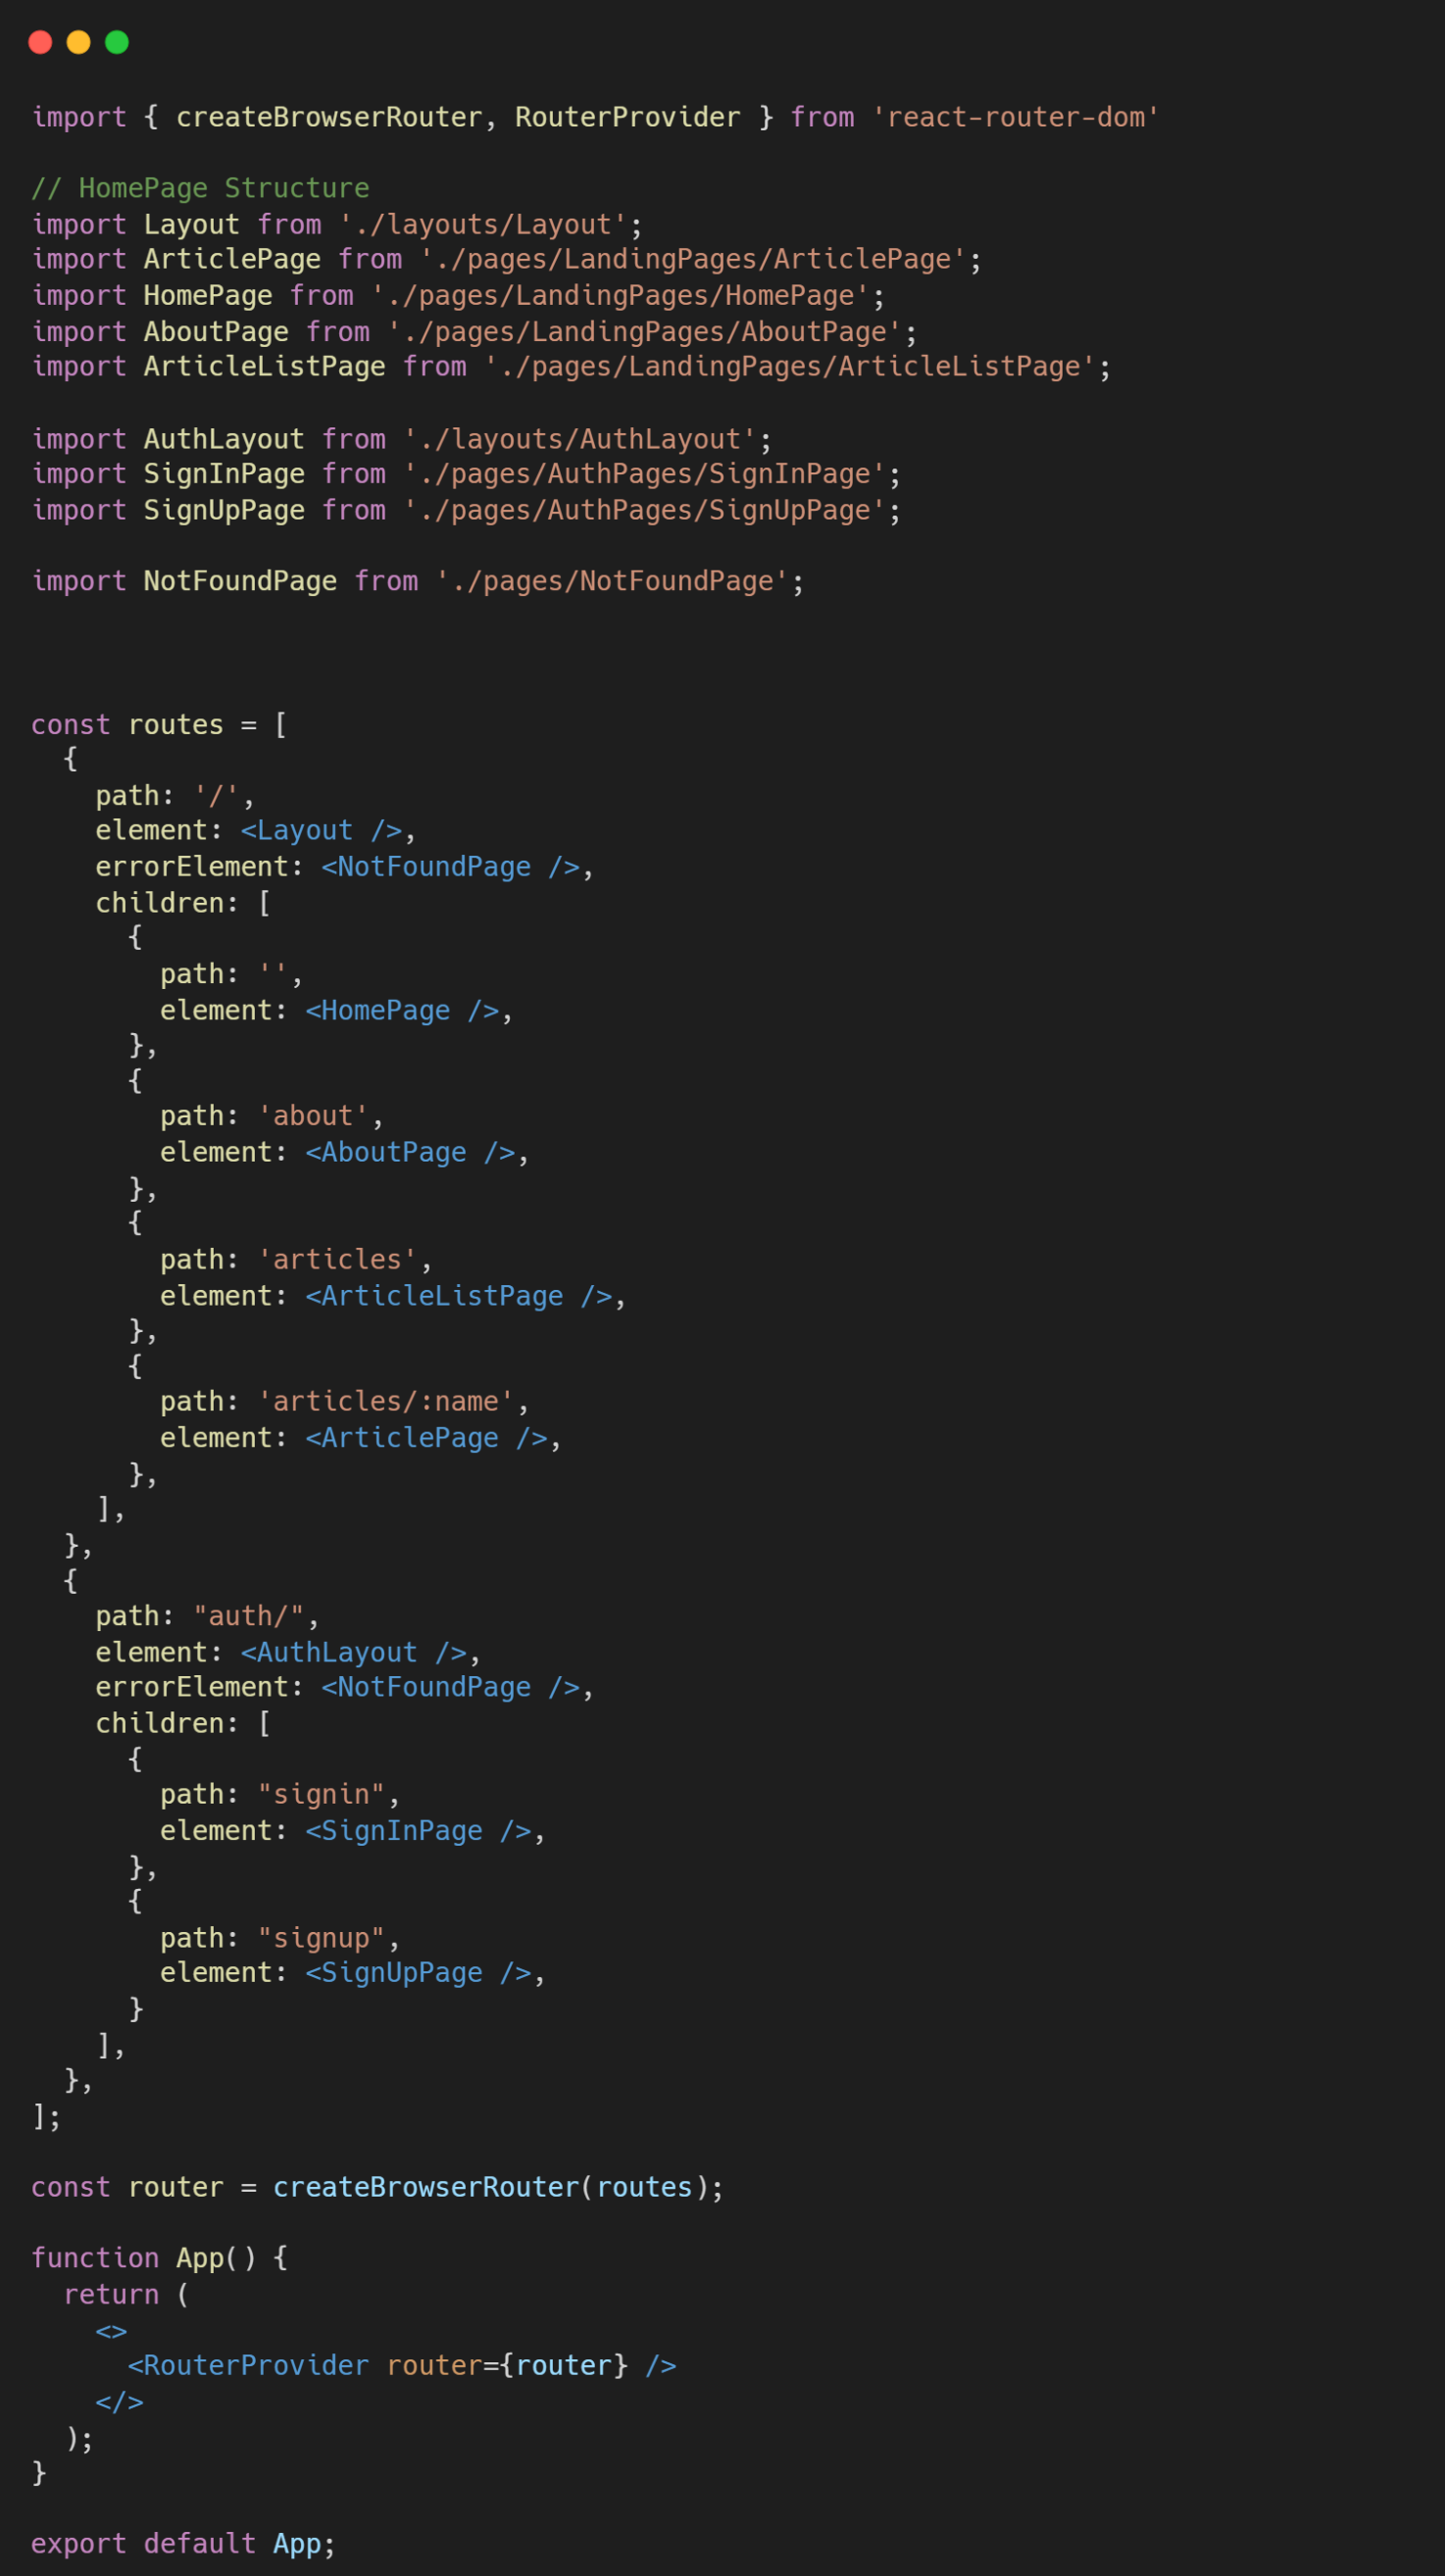 import { createBrowserRouter, RouterProvider } from 'react-router-dom'

// HomePage Structure
import Layout from './layouts/Layout';
import ArticlePage from './pages/LandingPages/ArticlePage';
import HomePage from './pages/LandingPages/HomePage';
import AboutPage from './pages/LandingPages/AboutPage';
import ArticleListPage from './pages/LandingPages/ArticleListPage';

import AuthLayout from './layouts/AuthLayout';
import SignInPage from './pages/AuthPages/SignInPage';
import SignUpPage from './pages/AuthPages/SignUpPage';

import NotFoundPage from './pages/NotFoundPage';



const routes = [
  {
    path: '/',
    element: <Layout />,
    errorElement: <NotFoundPage />,
    children: [
      {
        path: '',
        element: <HomePage />,
      },
      {
        path: 'about',
        element: <AboutPage />,
      },
      {
        path: 'articles',
        element: <ArticleListPage />,
      },
      {
        path: 'articles/:name',
        element: <ArticlePage />,
      },
    ],
  },
  {
    path: "auth/",
    element: <AuthLayout />,
    errorElement: <NotFoundPage />,
    children: [
      {
        path: "signin",
        element: <SignInPage />,
      },
      {
        path: "signup",
        element: <SignUpPage />,
      }
    ],
  },
];

const router = createBrowserRouter(routes);

function App() {
  return (
    <>
      <RouterProvider router={router} />
    </>
  );
}

export default App;